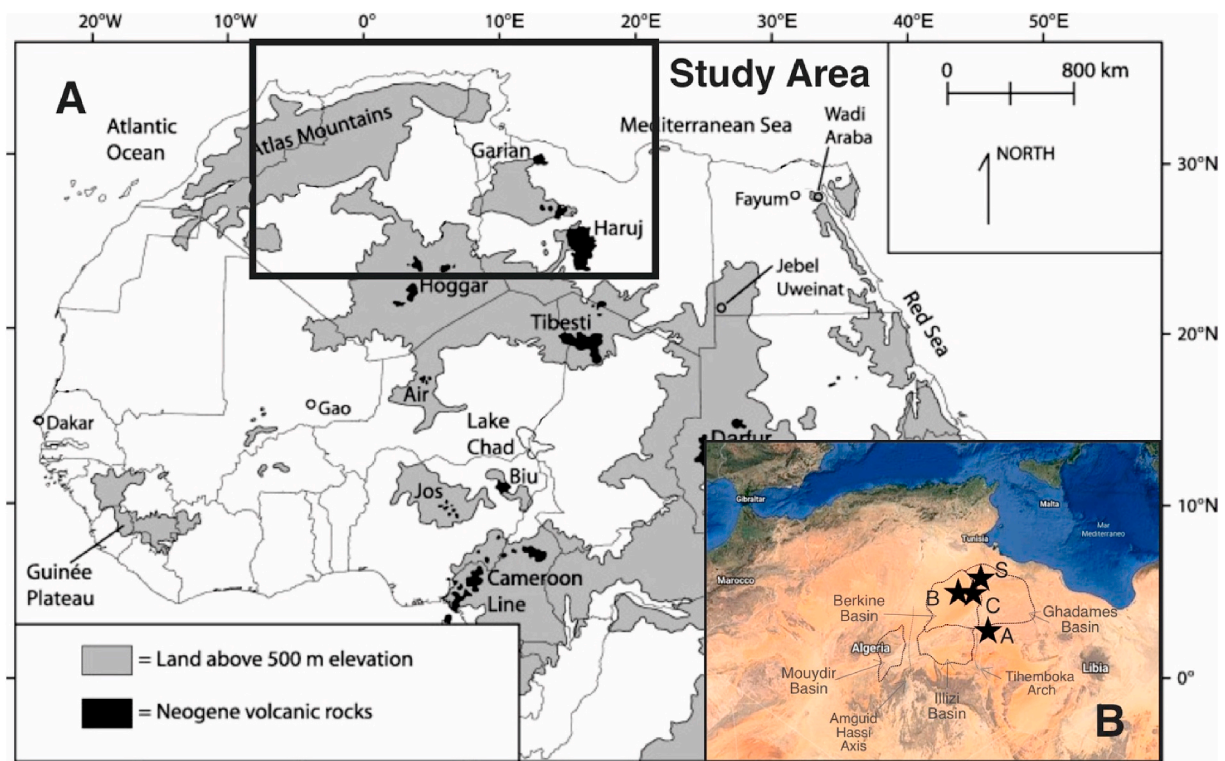 20°W
10°W
0°
10°E
20°E
30°E
40°E
50°E
A
Study Area
0
800 km
Atlantic
Ocean
Atlas Mountains
Mediterranean Sea
Wadi
Araba
Garian
NORTH
30°N
Fayum
Haruj
Jebel
Uweinat
Hoggar
Tibesti
Red Sea
20°N
Air
Gao
Dakar
Lake
Chad
Darfur
Biu
Jos
Gibraltar
Malta
10°N
Tunisia
Mar
Mediterraneo
Guinée
Plateau
Cameroon
Line
Marocco
S
B
C
Berkine
Basin
Ghadames
Basin
A
= Land above 500 m elevation
Algeria
Libia
0°
Mouydir
Basin
Tihemboka
Arch
Illizi
Basin
= Neogene volcanic rocks
Amguid
Hassi
Axis
B